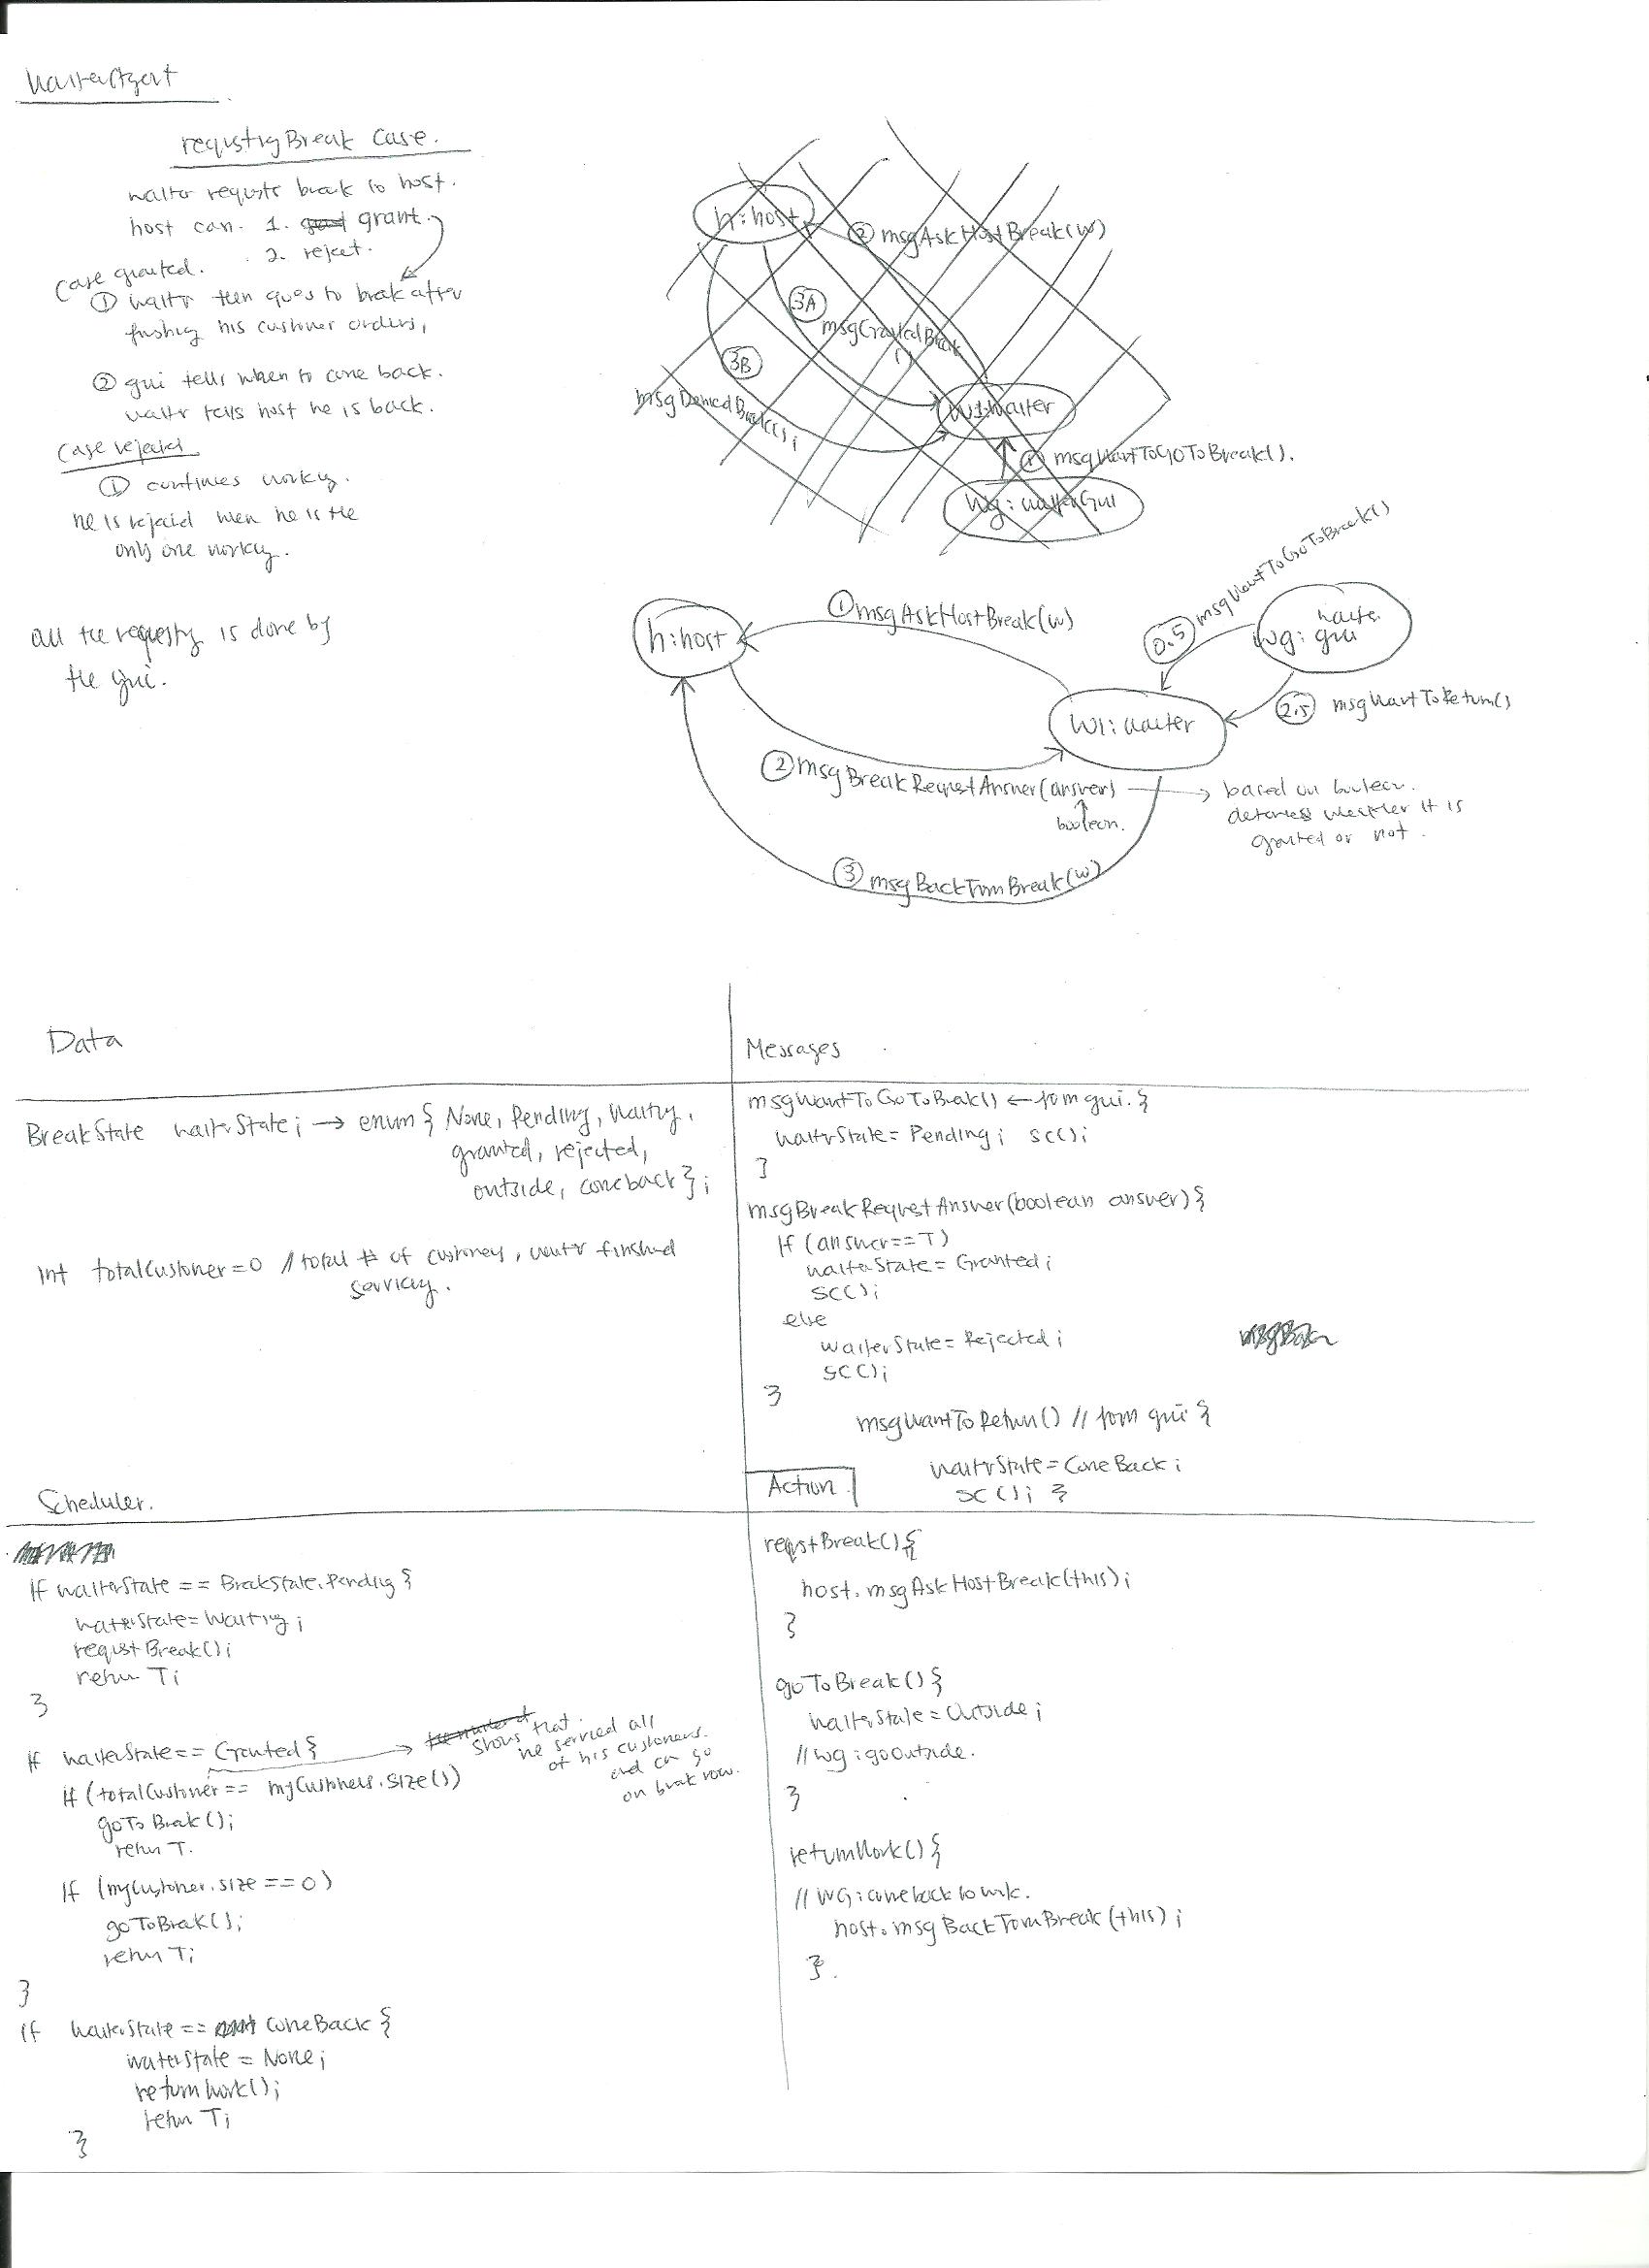 WaiterAgent
requstig Break Case.
waiter requsts break to host.
host can. 1. grant.
2. reject.
Case granted.
① waiter then goes to break after
finishing his customer orders,
② gui tells when to come back.
waiter tells host he is back.
Case rejected
① continues working.
he is rejected when he is the
only one working.
all the requesting is done by
the gui.
h:host
② msgAskHostBreak(w)
3A
msgGrantedBreak
()
3B
msgDeniedBreak();
W1:waiter
① msgWantToGoToBreak().
Wg:waiterGui
h:host
① msgAskHostBreak(w)
0.5 msgWantToGoToBreak()
waiter
wg: gui
W1:waiter
2.5 msgWantToReturn()
② msgBreakRequestAnswer(answer)
boolean.
based on boolean.
determines whether it is
granted or not.
③ msgBackFromBreak(w)
Data
BreakState waiterState; → enum { None, Pending, Waiting,
granted, rejected,
outside, comeback};
Int totalCustomer=0 //total # of customers, waiter finished
servicing.
Messages
msgWantToGoToBreak() ← from gui. {
waiterState= Pending; SC();
}
msgBreakRequestAnswer(boolean answer){
If (answer==T)
waiterState= Granted;
SC();
else
waiterState= Rejected;
SC();
}
msgWantToReturn() // from gui {
waiterState= ComeBack;
SC(); }
Scheduler.
If waiterState == BreakState.Pending {
waiterState= Waiting;
requstBreak();
return T;
}
If waiterState== Granted {
shows that
he serviced all
of his customers.
and can go
on break now.
If (totalCustomer== myCustomers.size())
goToBreak();
return T.
If (myCustomer.size==0)
goToBreak();
return T;
}
If waiterState== ComeBack {
waiterState = None;
returnWork();
return T;
}
Action
reqstBreak(){
host.msgAskHostBreak(this);
}
goToBreak(){
waiterState= Outside;
//wg:goOutside.
}
returnWork(){
//WG:comeback to work.
host.msgBackFromBreak(this);
}.